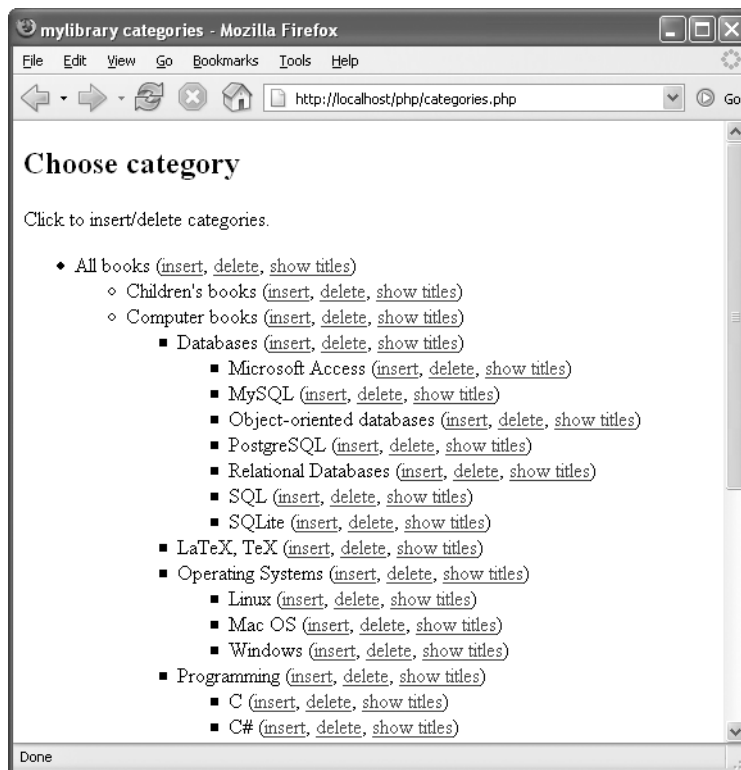 mylibrary categories - Mozilla Firefox
File Edit View Go Bookmarks Tools Help
http://localhost/php/categories.php Go
Choose category
Click to insert/delete categories.
All books (insert, delete, show titles)
Children's books (insert, delete, show titles)
Computer books (insert, delete, show titles)
Databases (insert, delete, show titles)
Microsoft Access (insert, delete, show titles)
MySQL (insert, delete, show titles)
Object-oriented databases (insert, delete, show titles)
PostgreSQL (insert, delete, show titles)
Relational Databases (insert, delete, show titles)
SQL (insert, delete, show titles)
SQLite (insert, delete, show titles)
LaTeX, TeX (insert, delete, show titles)
Operating Systems (insert, delete, show titles)
Linux (insert, delete, show titles)
Mac OS (insert, delete, show titles)
Windows (insert, delete, show titles)
Programming (insert, delete, show titles)
C (insert, delete, show titles)
C# (insert, delete, show titles)
Done